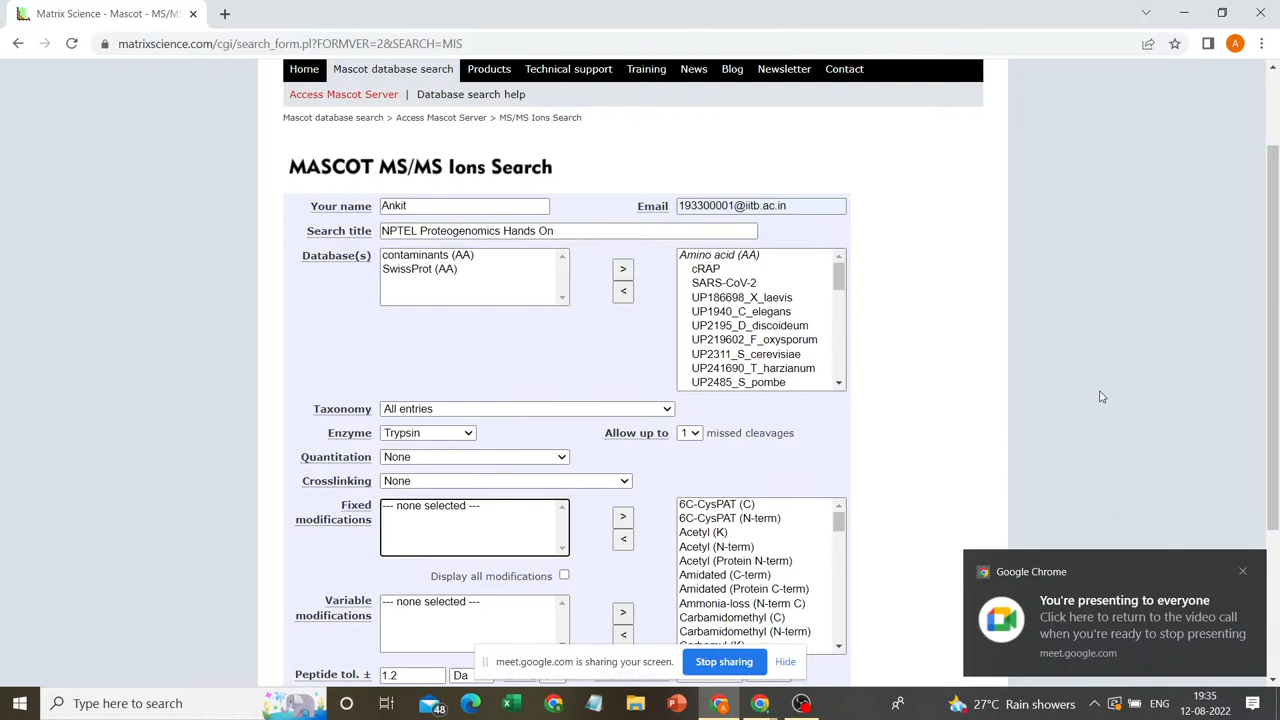 Matrix Science - Mascot - MS/MS
matrixscience.com/cgi/search_form.pl?FORMVER=2&SEARCH=MIS
A
Home Mascot database search Products Technical support Training News Blog Newsletter Contact
Access Mascot Server | Database search help
Mascot database search > Access Mascot Server > MS/MS Ions Search
MASCOT MS/MS Ions Search
Your name Ankit Email 193300001@iitb.ac.in
Search title NPTEL Proteogenomics Hands On
Database(s) contaminants (AA) > Amino acid (AA)
SwissProt (AA) < cRAP
SARS-CoV-2
UP186698_X_laevis
UP1940_C_elegans
UP2195_D_discoideum
UP219602_F_oxysporum
UP2311_S_cerevisiae
UP241690_T_harzianum
UP2485_S_pombe
Taxonomy All entries
Enzyme Trypsin Allow up to 1 missed cleavages
Quantitation None
Crosslinking None
Fixed modifications --- none selected --- > <
6C-CysPAT (C)
6C-CysPAT (N-term)
Acetyl (K)
Acetyl (N-term)
Acetyl (Protein N-term)
Amidated (C-term)
Amidated (Protein C-term)
Ammonia-loss (N-term C)
Carbamidomethyl (C)
Carbamidomethyl (N-term)
Display all modifications
Variable modifications --- none selected --- > <
Peptide tol. ± 1.2 Da
meet.google.com is sharing your screen. Stop sharing Hide
Google Chrome
You're presenting to everyone
Click here to return to the video call
when you're ready to stop presenting
meet.google.com
Type here to search 48 27°C Rain showers ENG 19:35
12-08-2022